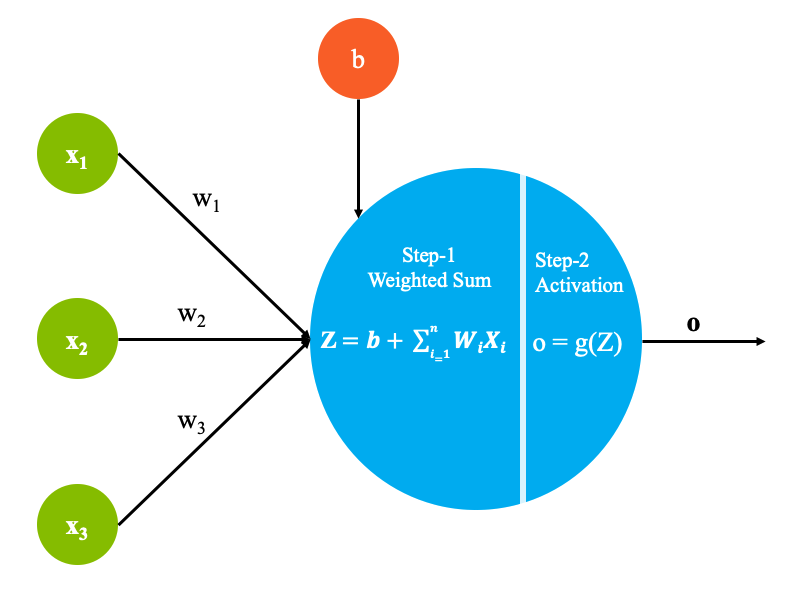 b
x₁
w₁
Step-1
Weighted Sum
Step-2
Activation
w₂
x₂
Z = b + ∑ⁿᵢ₌₁ WᵢXᵢ
o = g(Z)
o
w₃
x₃